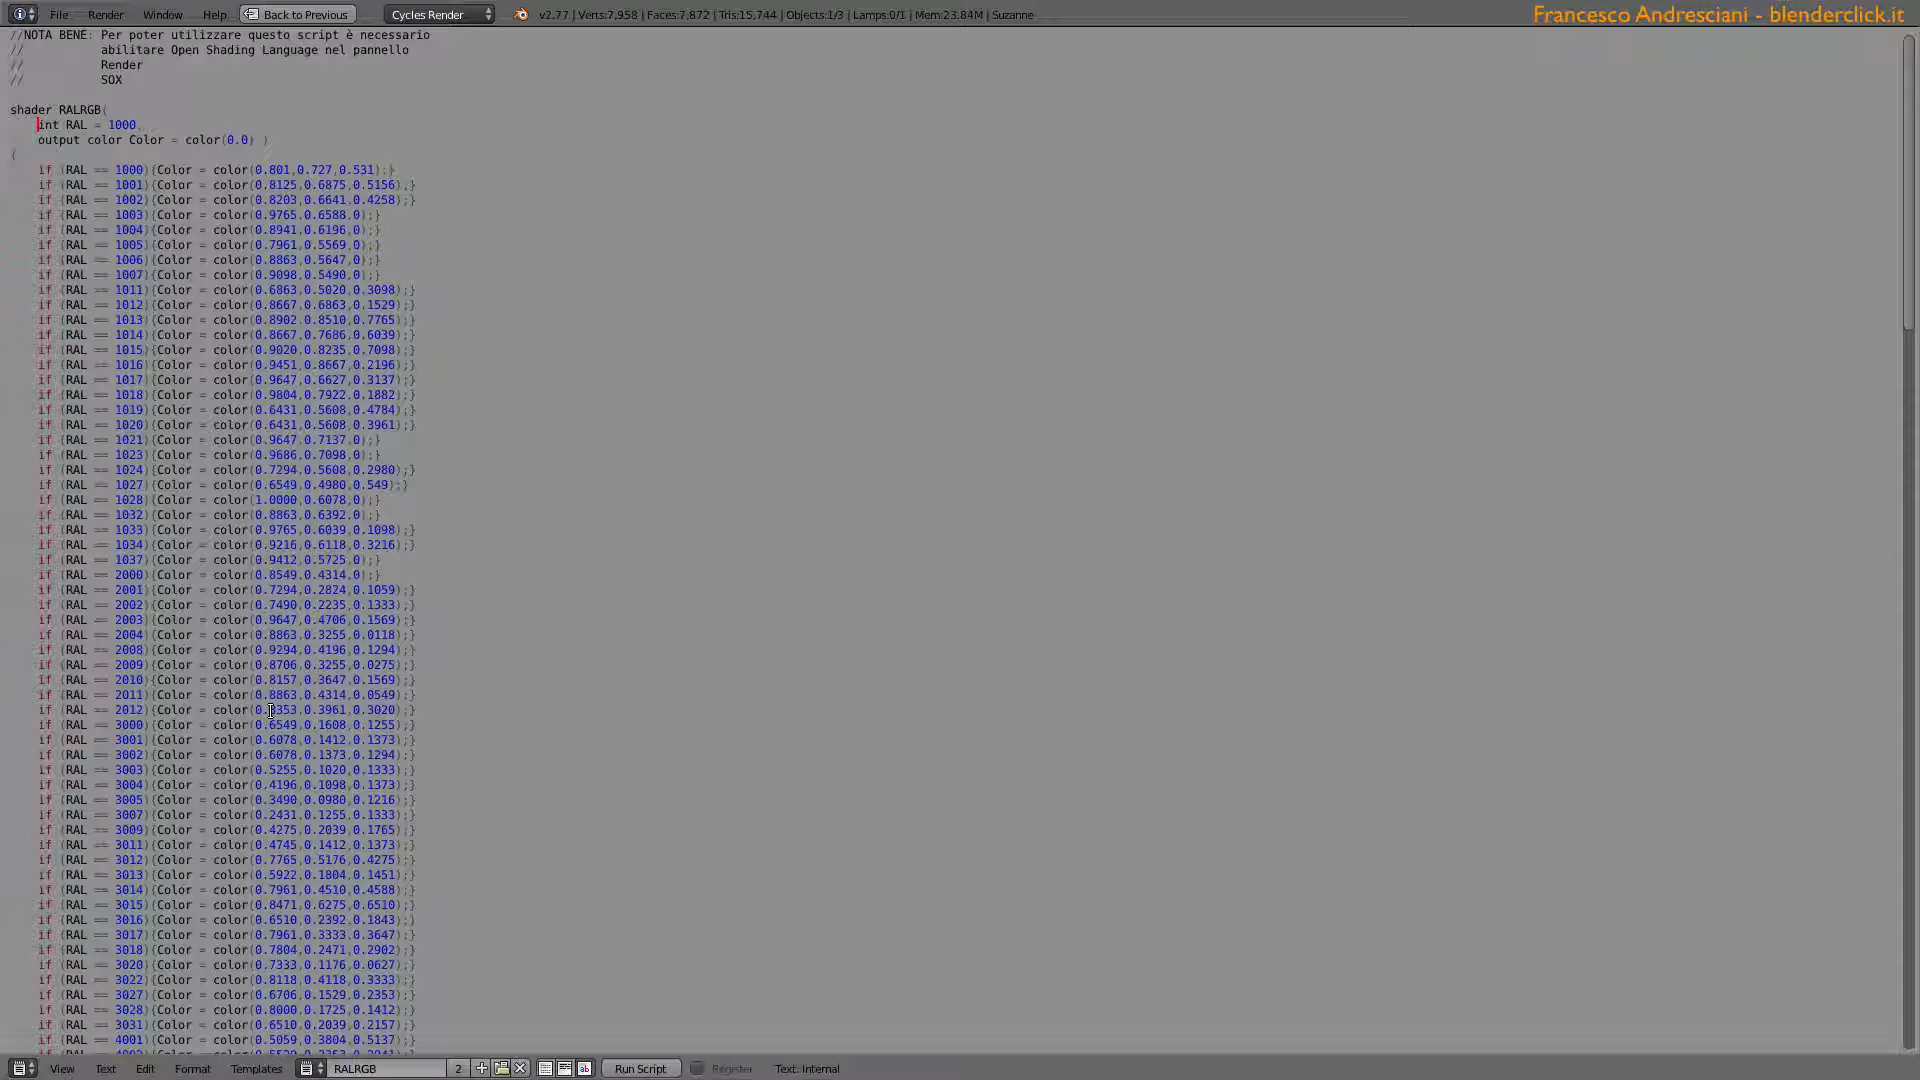 File Render Window Help Back to Previous Cycles Render v2.77 | Verts:7,958 | Faces:7,872 | Tris:15,744 | Objects:1/3 | Lamps:0/1 | Mem:23.84M | Suzanne
Francesco Andresciani - blenderclick.it
//NOTA BENE: Per poter utilizzare questo script è necessario
// abilitare Open Shading Language nel pannello
// Render
// SOX
shader RALRGB(
int RAL = 1000,
output color Color = color(0.0) )
{
if (RAL == 1000){Color = color(0.801,0.727,0.531);}
if (RAL == 1001){Color = color(0.8125,0.6875,0.5156);}
if (RAL == 1002){Color = color(0.8203,0.6641,0.4258);}
if (RAL == 1003){Color = color(0.9765,0.6588,0);}
if (RAL == 1004){Color = color(0.8941,0.6196,0);}
if (RAL == 1005){Color = color(0.7961,0.5569,0);}
if (RAL == 1006){Color = color(0.8863,0.5647,0);}
if (RAL == 1007){Color = color(0.9098,0.5490,0);}
if (RAL == 1011){Color = color(0.6863,0.5020,0.3098);}
if (RAL == 1012){Color = color(0.8667,0.6863,0.1529);}
if (RAL == 1013){Color = color(0.8902,0.8510,0.7765);}
if (RAL == 1014){Color = color(0.8667,0.7686,0.6039);}
if (RAL == 1015){Color = color(0.9020,0.8235,0.7098);}
if (RAL == 1016){Color = color(0.9451,0.8667,0.2196);}
if (RAL == 1017){Color = color(0.9647,0.6627,0.3137);}
if (RAL == 1018){Color = color(0.9804,0.7922,0.1882);}
if (RAL == 1019){Color = color(0.6431,0.5608,0.4784);}
if (RAL == 1020){Color = color(0.6431,0.5608,0.3961);}
if (RAL == 1021){Color = color(0.9647,0.7137,0);}
if (RAL == 1023){Color = color(0.9686,0.7098,0);}
if (RAL == 1024){Color = color(0.7294,0.5608,0.2980);}
if (RAL == 1027){Color = color(0.6549,0.4980,0.549);}
if (RAL == 1028){Color = color(1.0000,0.6078,0);}
if (RAL == 1032){Color = color(0.8863,0.6392,0);}
if (RAL == 1033){Color = color(0.9765,0.6039,0.1098);}
if (RAL == 1034){Color = color(0.9216,0.6118,0.3216);}
if (RAL == 1037){Color = color(0.9412,0.5725,0);}
if (RAL == 2000){Color = color(0.8549,0.4314,0);}
if (RAL == 2001){Color = color(0.7294,0.2824,0.1059);}
if (RAL == 2002){Color = color(0.7490,0.2235,0.1333);}
if (RAL == 2003){Color = color(0.9647,0.4706,0.1569);}
if (RAL == 2004){Color = color(0.8863,0.3255,0.0118);}
if (RAL == 2008){Color = color(0.9294,0.4196,0.1294);}
if (RAL == 2009){Color = color(0.8706,0.3255,0.0275);}
if (RAL == 2010){Color = color(0.8157,0.3647,0.1569);}
if (RAL == 2011){Color = color(0.8863,0.4314,0.0549);}
if (RAL == 2012){Color = color(0.8353,0.3961,0.3020);}
if (RAL == 3000){Color = color(0.6549,0.1608,0.1255);}
if (RAL == 3001){Color = color(0.6078,0.1412,0.1373);}
if (RAL == 3002){Color = color(0.6078,0.1373,0.1294);}
if (RAL == 3003){Color = color(0.5255,0.1020,0.1333);}
if (RAL == 3004){Color = color(0.4196,0.1098,0.1373);}
if (RAL == 3005){Color = color(0.3490,0.0980,0.1216);}
if (RAL == 3007){Color = color(0.2431,0.1255,0.1333);}
if (RAL == 3009){Color = color(0.4275,0.2039,0.1765);}
if (RAL == 3011){Color = color(0.4745,0.1412,0.1373);}
if (RAL == 3012){Color = color(0.7765,0.5176,0.4275);}
if (RAL == 3013){Color = color(0.5922,0.1804,0.1451);}
if (RAL == 3014){Color = color(0.7961,0.4510,0.4588);}
if (RAL == 3015){Color = color(0.8471,0.6275,0.6510);}
if (RAL == 3016){Color = color(0.6510,0.2392,0.1843);}
if (RAL == 3017){Color = color(0.7961,0.3333,0.3647);}
if (RAL == 3018){Color = color(0.7804,0.2471,0.2902);}
if (RAL == 3020){Color = color(0.7333,0.1176,0.0627);}
if (RAL == 3022){Color = color(0.8118,0.4118,0.3333);}
if (RAL == 3027){Color = color(0.6706,0.1529,0.2353);}
if (RAL == 3028){Color = color(0.8000,0.1725,0.1412);}
if (RAL == 3031){Color = color(0.6510,0.2039,0.2157);}
if (RAL == 4001){Color = color(0.5059,0.3804,0.5137);}
View Text Edit Format Templates RALRGB 2 Run Script Register Text: Internal